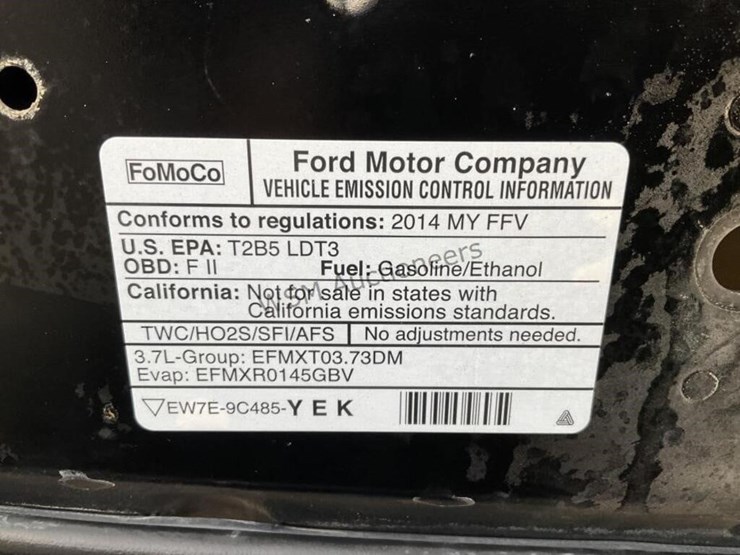 FoMoCo
Ford Motor Company
VEHICLE EMISSION CONTROL INFORMATION
Conforms to regulations: 2014 MY FFV
U.S. EPA: T2B5 LDT3
OBD: F II Fuel: Gasoline/Ethanol
California: Not for sale in states with
California emissions standards.
TWC/HO2S/SFI/AFS No adjustments needed.
3.7L-Group: EFMXT03.73DM
Evap: EFMXR0145GBV
▽EW7E-9C485-Y E K
WSM Auctioneers